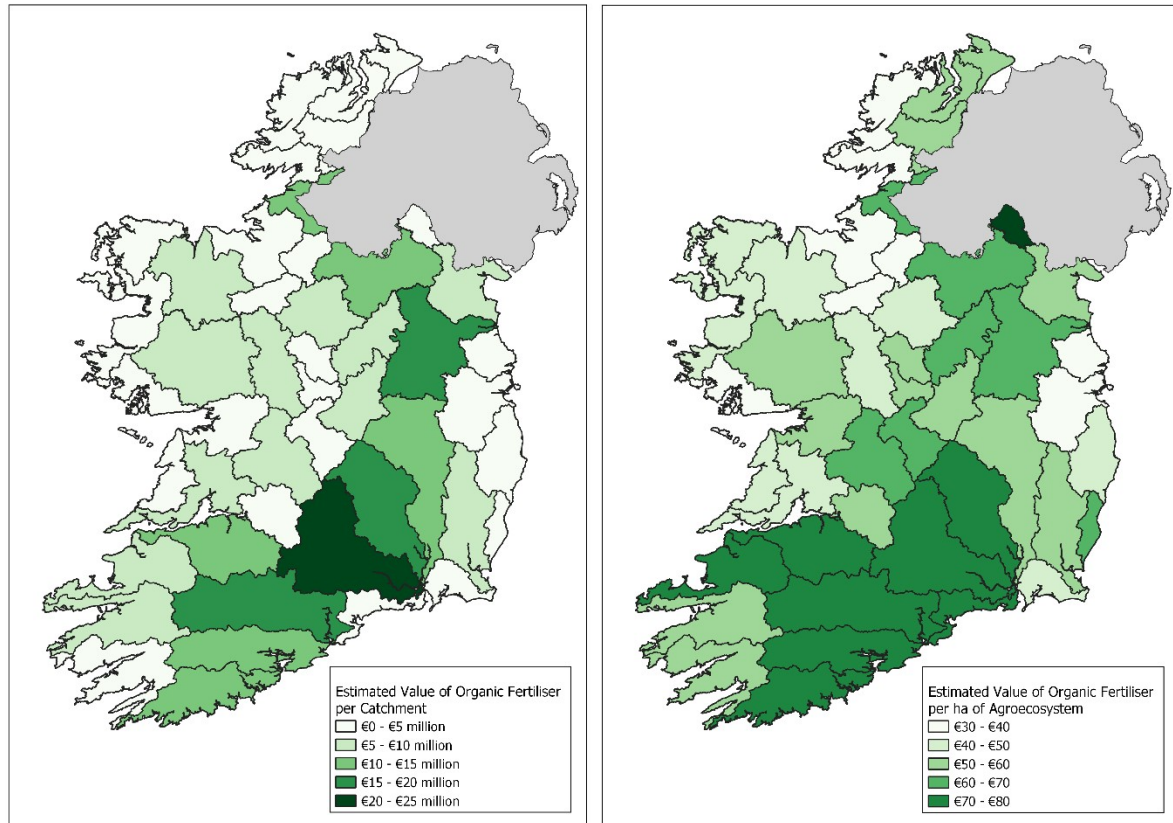 Estimated Value of Organic Fertiliser
per Catchment
€0 - €5 million
€5 - €10 million
€10 - €15 million
€15 - €20 million
€20 - €25 million
Estimated Value of Organic Fertiliser
per ha of Agroecosystem
€30 - €40
€40 - €50
€50 - €60
€60 - €70
€70 - €80